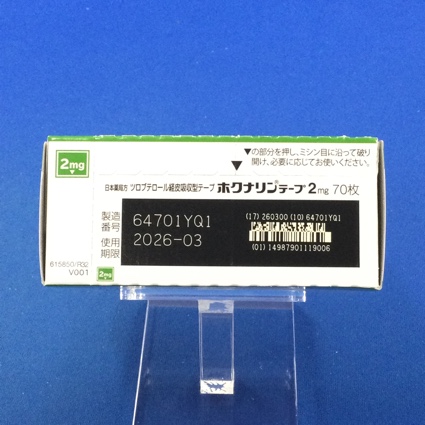 2mg
▼の部分を押し、ミシン目に沿って破り
開け、必要に応じてお使いください。
日本薬局方 ツロブテロール経皮吸収型テープ ホクナリンテープ2mg 70枚
製造番号 64701YQ1
使用期限 2026-03
(17) 260300 (10) 64701YQ1
(01) 14987901119006
615850/R32
V001
2mg